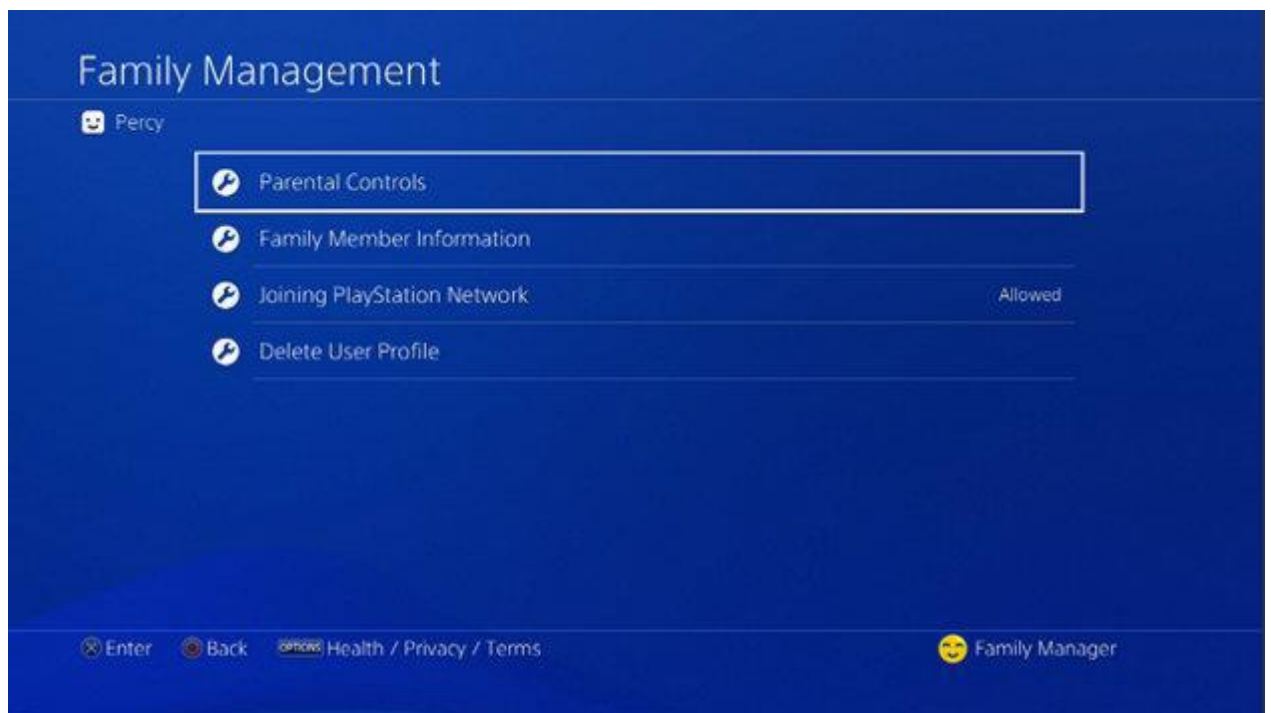 Family Management
Percy
Parental Controls
Family Member Information
Joining PlayStation Network Allowed
Delete User Profile
Enter Back OPTIONS Health / Privacy / Terms Family Manager